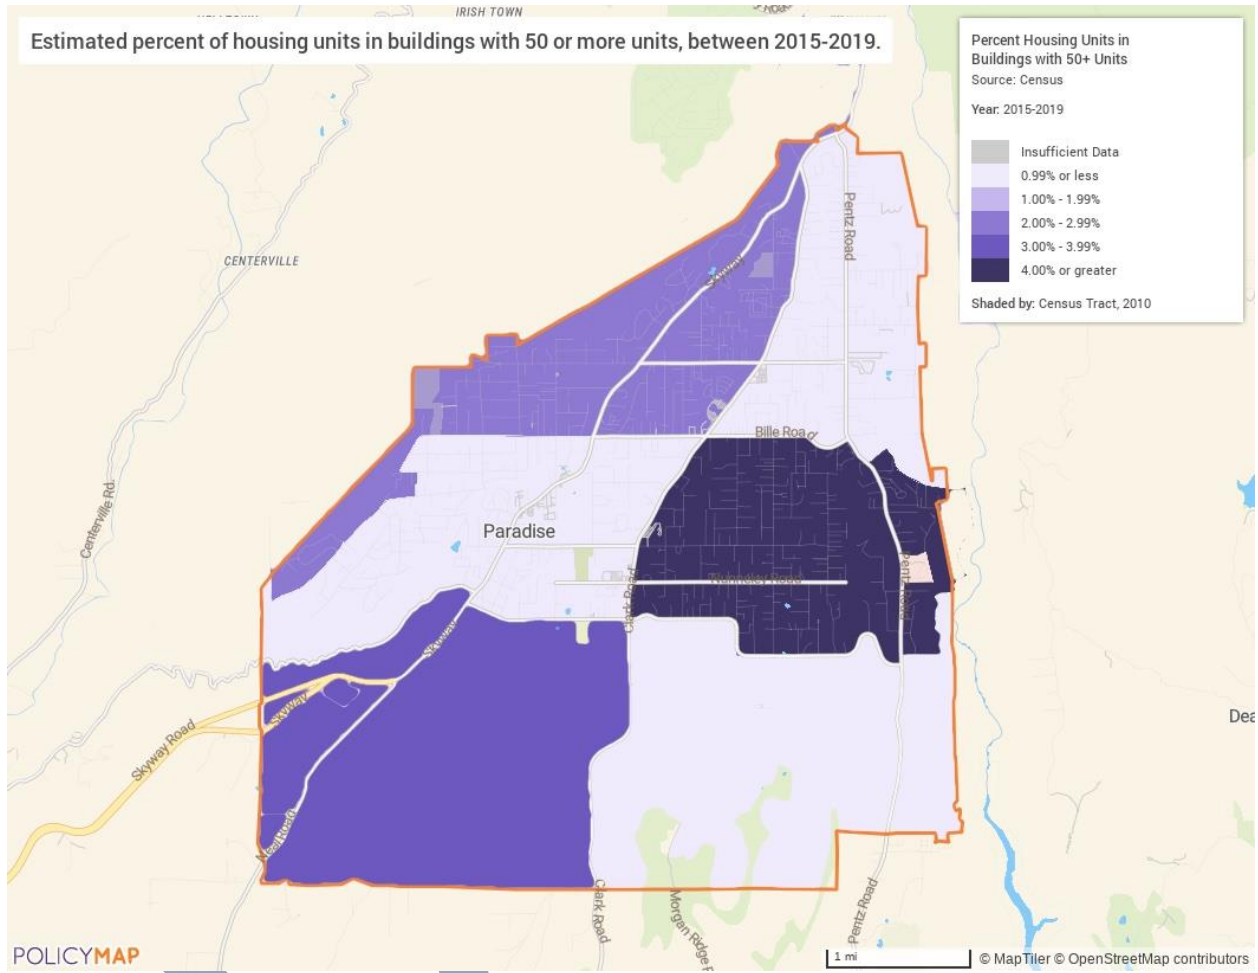 IRISH TOWN
Estimated percent of housing units in buildings with 50 or more units, between 2015-2019.
Percent Housing Units in
Buildings with 50+ Units
Source: Census
Year: 2015-2019
Insufficient Data
0.99% or less
1.00% - 1.99%
2.00% - 2.99%
3.00% - 3.99%
4.00% or greater
Shaded by: Census Tract, 2010
CENTERVILLE
Pentz Road
Skyway
Bille Road
Centerville Rd.
Paradise
Clark Road
Pentz Road
Skyway
Skyway
Skyway Road
Dea
Neal Road
Clark Road
Pentz Road
POLICYMAP
1 mi
© MapTiler © OpenStreetMap contributors